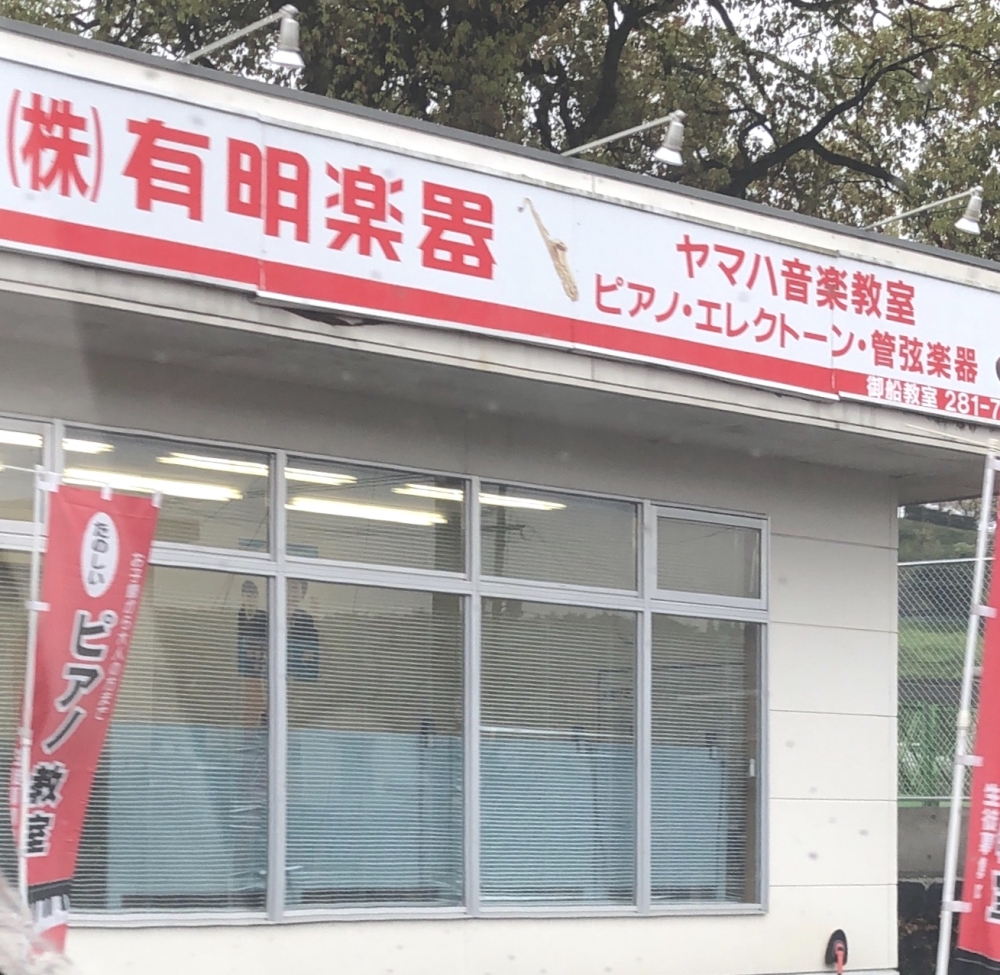 (株)有明楽器
ヤマハ音楽教室
ピアノ・エレクトーン・管弦楽器
御船教室 281-7
たのしい
ピアノ教室